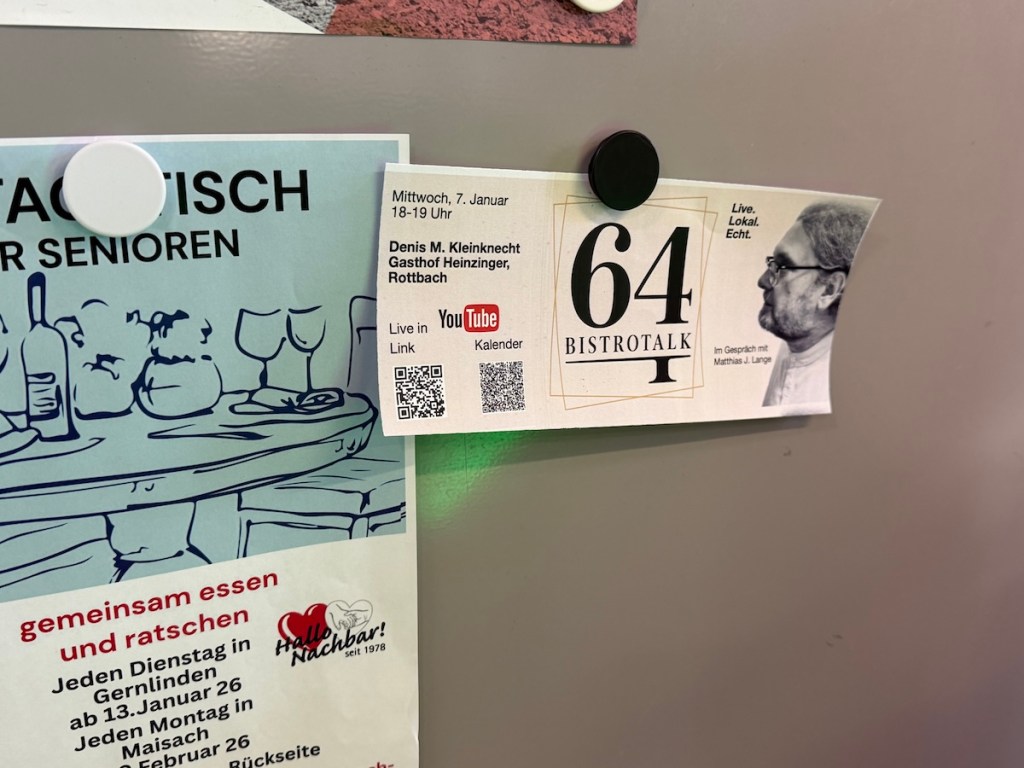 TISCH
SENIOREN
gemeinsam essen
und ratschen
Jeden Dienstag in
Gernlinden
ab 13.Januar 26
Jeden Montag in
Maisach
Februar 26
Rückseite
Hallo
Nachbar!
seit 1978
Mittwoch, 7. Januar
18-19 Uhr
Denis M. Kleinknecht
Gasthof Heinzinger,
Rottbach
Live in YouTube
Link Kalender
64
BISTROTALK
Live.
Lokal.
Echt.
Im Gespräch mit
Matthias J. Lange